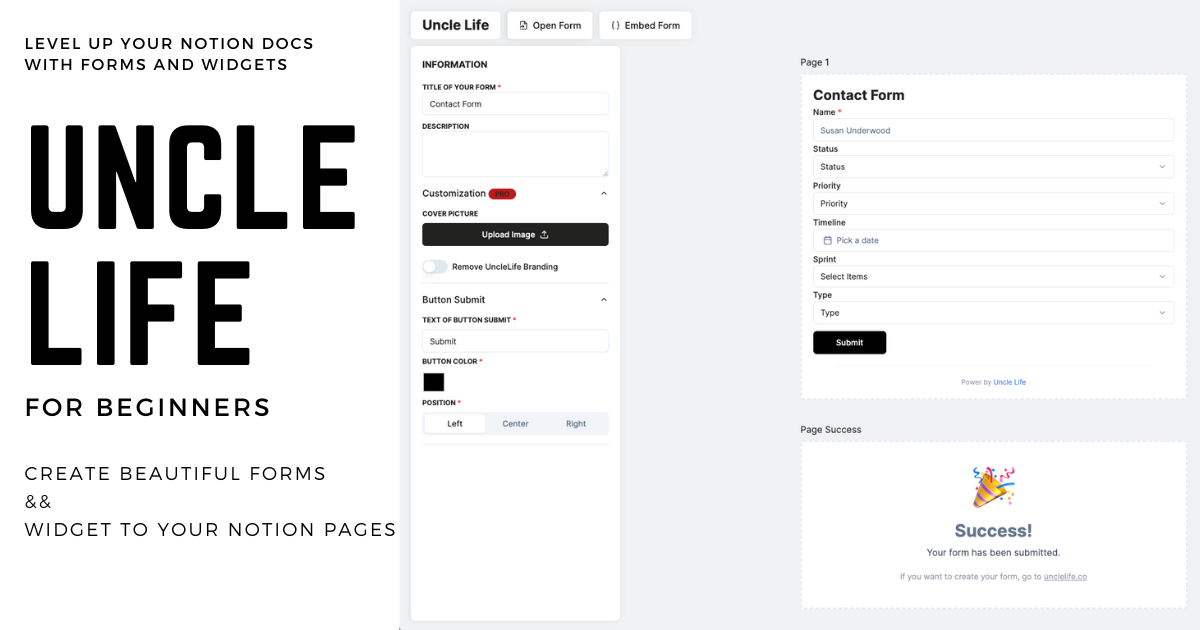 LEVEL UP YOUR NOTION DOCS
WITH FORMS AND WIDGETS
UNCLE
LIFE
FOR BEGINNERS
CREATE BEAUTIFUL FORMS
&&
WIDGET TO YOUR NOTION PAGES
Uncle Life
Open Form
{ } Embed Form
INFORMATION
TITLE OF YOUR FORM *
Contact Form
DESCRIPTION
Customization PRO
COVER PICTURE
Upload Image
Remove UncleLife Branding
Button Submit
TEXT OF BUTTON SUBMIT *
Submit
BUTTON COLOR *
POSITION *
Left Center Right
Page 1
Contact Form
Name *
Susan Underwood
Status
Status
Priority
Priority
Timeline
Pick a date
Sprint
Select Items
Type
Type
Submit
Power by Uncle Life
Page Success
Success!
Your form has been submitted.
If you want to create your form, go to unclelife.co